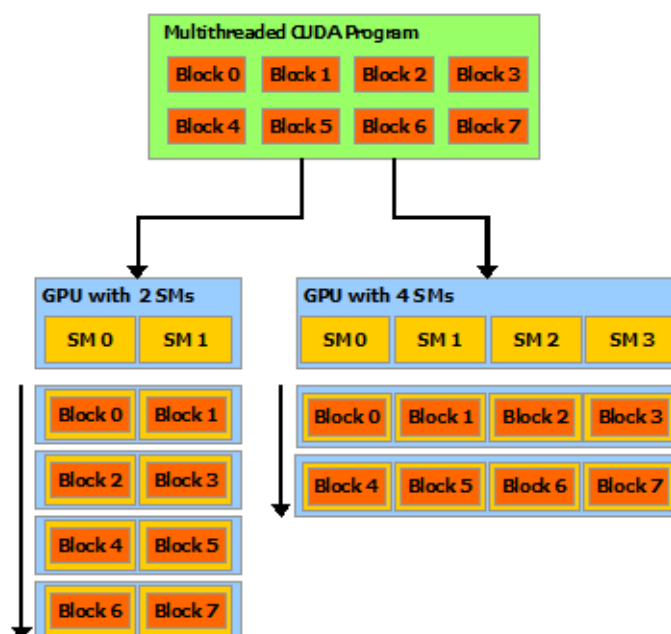 Multithreaded CUDA Program
Block 0 Block 1 Block 2 Block 3
Block 4 Block 5 Block 6 Block 7
GPU with 2 SMs
SM 0 SM 1
Block 0 Block 1
Block 2 Block 3
Block 4 Block 5
Block 6 Block 7
GPU with 4 SMs
SM 0 SM 1 SM 2 SM 3
Block 0 Block 1 Block 2 Block 3
Block 4 Block 5 Block 6 Block 7